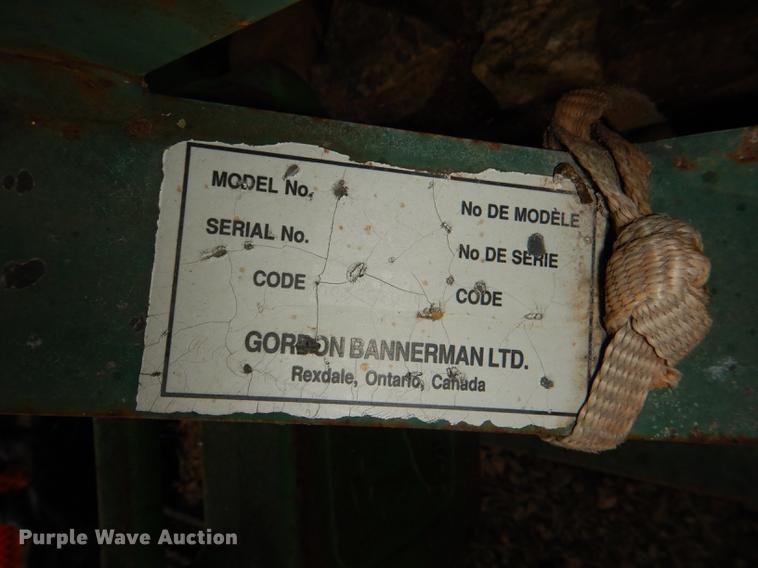 MODEL No.
No DE MODÈLE
SERIAL No.
No DE SÉRIE
CODE
CODE
GORDON BANNERMAN LTD.
Rexdale, Ontario, Canada
Purple Wave Auction